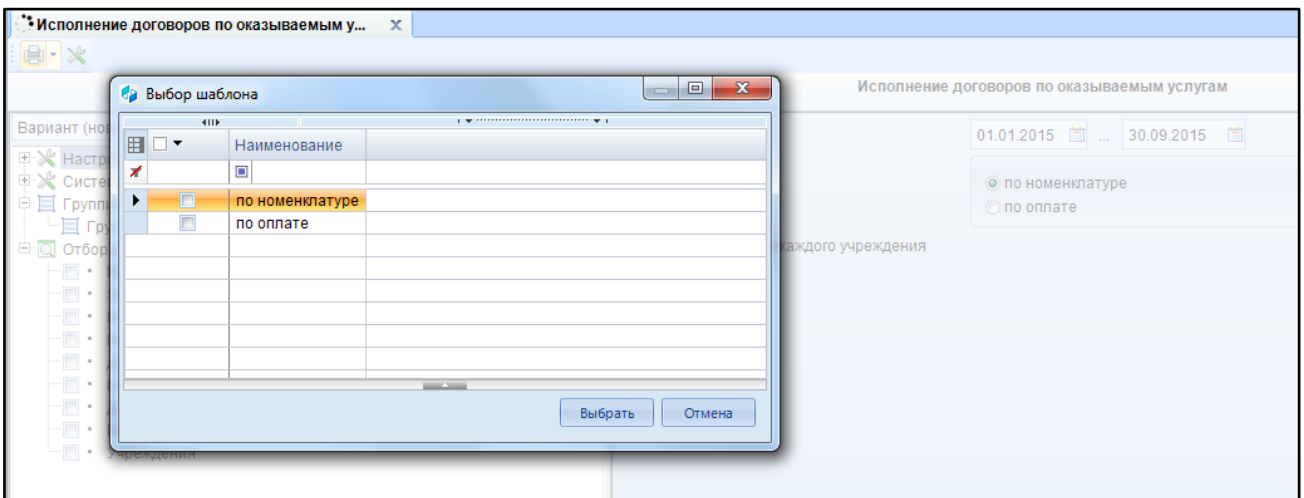 Исполнение договоров по оказываемым у... x
Исполнение договоров по оказываемым услугам
Выбор шаблона
Вариант (но
01.01.2015 ... 30.09.2015
Наименование
Настр
Систе
по номенклатуре
Групп
по оплате
по номенклатуре
Гру
по оплате
Отбор
каждого учреждения
Выбрать Отмена
Учреждения